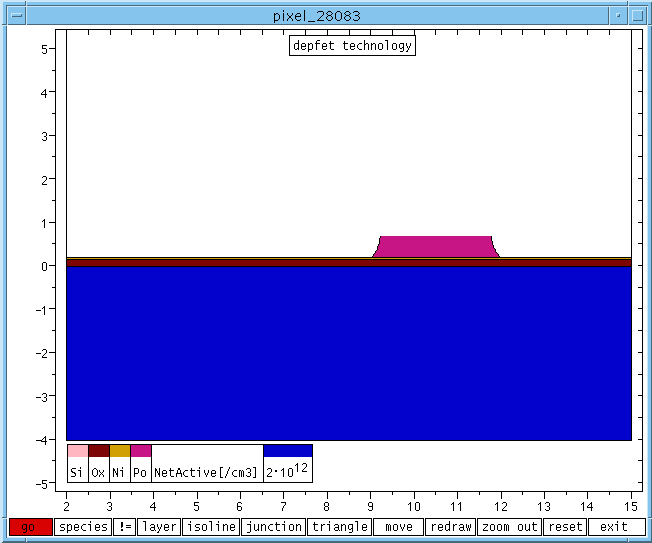 pixel_28083
depfet technology
5
4
3
2
1
0
-1
-2
-3
-4
-5
Si Ox Ni Po NetActive[/cm3] 2·10^12
2 3 4 5 6 7 8 9 10 11 12 13 14 15
go species != layer isoline junction triangle move redraw zoom out reset exit